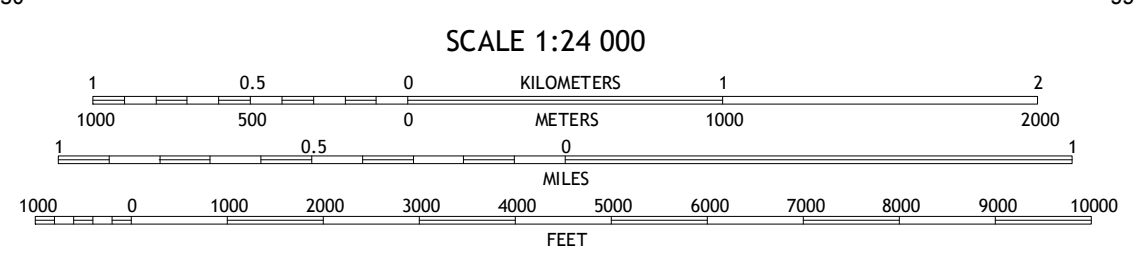 SCALE 1:24 000
1 0.5 0 KILOMETERS 1 2
1000 500 0 METERS 1000 2000
1 0.5 0 1
MILES
1000 0 1000 2000 3000 4000 5000 6000 7000 8000 9000 10000
FEET